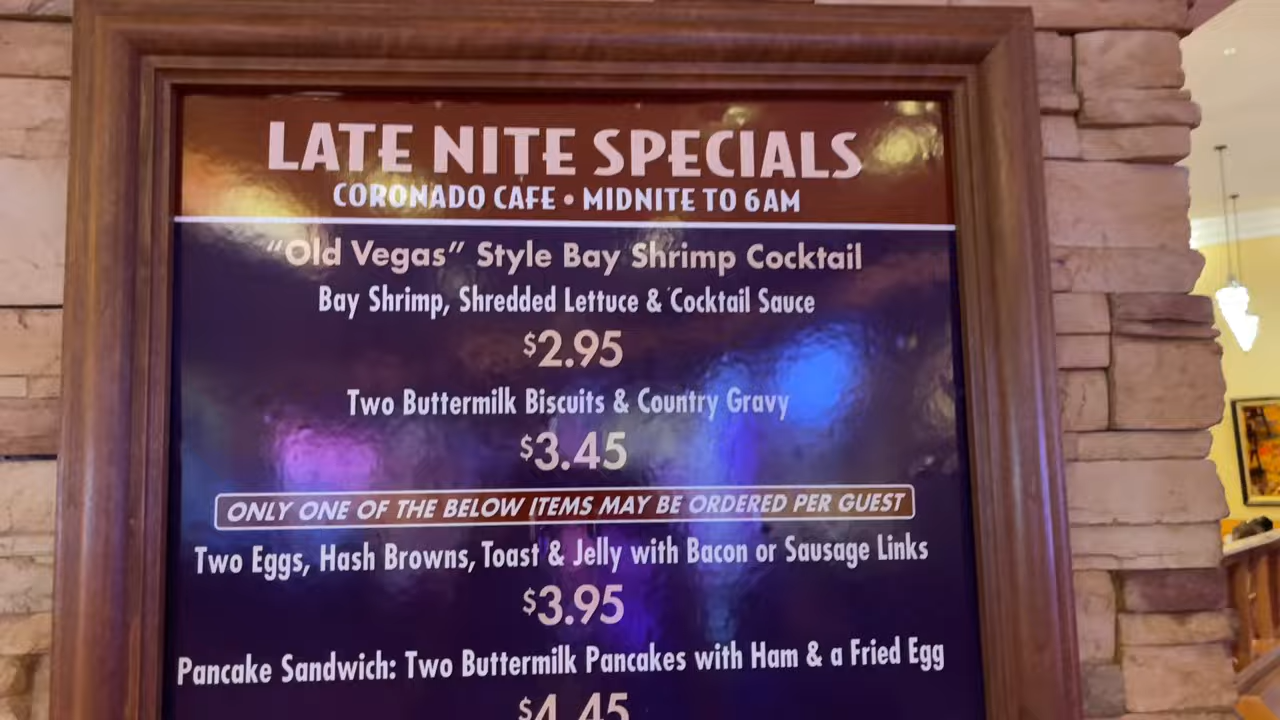 LATE NITE SPECIALS
CORONADO CAFE • MIDNITE TO 6AM
“Old Vegas” Style Bay Shrimp Cocktail
Bay Shrimp, Shredded Lettuce & Cocktail Sauce
$2.95
Two Buttermilk Biscuits & Country Gravy
$3.45
ONLY ONE OF THE BELOW ITEMS MAY BE ORDERED PER GUEST
Two Eggs, Hash Browns, Toast & Jelly with Bacon or Sausage Links
$3.95
Pancake Sandwich: Two Buttermilk Pancakes with Ham & a Fried Egg
$4.45